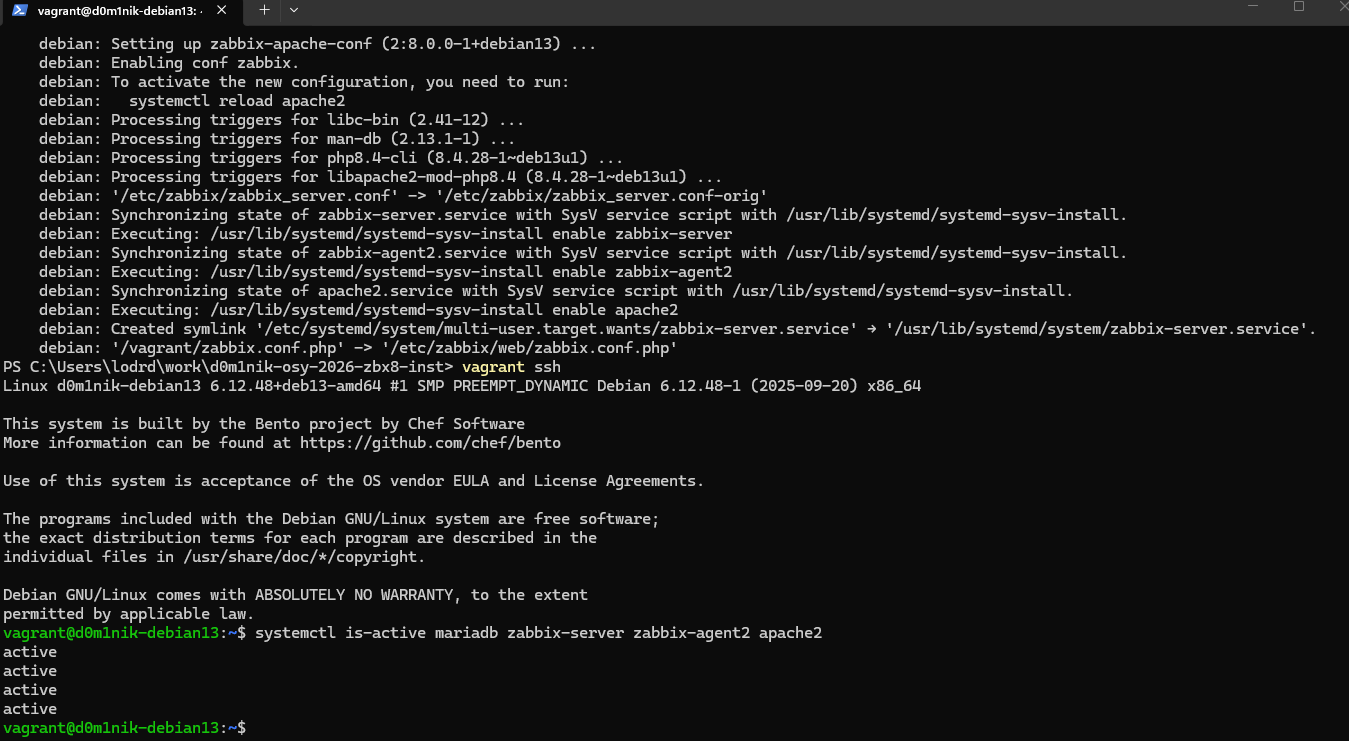 vagrant@d0m1nik-debian13: ·
debian: Setting up zabbix-apache-conf (2:8.0.0-1+debian13) ...
debian: Enabling conf zabbix.
debian: To activate the new configuration, you need to run:
debian:   systemctl reload apache2
debian: Processing triggers for libc-bin (2.41-12) ...
debian: Processing triggers for man-db (2.13.1-1) ...
debian: Processing triggers for php8.4-cli (8.4.28-1~deb13u1) ...
debian: Processing triggers for libapache2-mod-php8.4 (8.4.28-1~deb13u1) ...
debian: '/etc/zabbix/zabbix_server.conf' -> '/etc/zabbix/zabbix_server.conf-orig'
debian: Synchronizing state of zabbix-server.service with SysV service script with /usr/lib/systemd/systemd-sysv-install.
debian: Executing: /usr/lib/systemd/systemd-sysv-install enable zabbix-server
debian: Synchronizing state of zabbix-agent2.service with SysV service script with /usr/lib/systemd/systemd-sysv-install.
debian: Executing: /usr/lib/systemd/systemd-sysv-install enable zabbix-agent2
debian: Synchronizing state of apache2.service with SysV service script with /usr/lib/systemd/systemd-sysv-install.
debian: Executing: /usr/lib/systemd/systemd-sysv-install enable apache2
debian: Created symlink '/etc/systemd/system/multi-user.target.wants/zabbix-server.service' → '/usr/lib/systemd/system/zabbix-server.service'.
debian: '/vagrant/zabbix.conf.php' -> '/etc/zabbix/web/zabbix.conf.php'
PS C:\Users\lodrd\work\d0m1nik-osy-2026-zbx8-inst> vagrant ssh
Linux d0m1nik-debian13 6.12.48+deb13-amd64 #1 SMP PREEMPT_DYNAMIC Debian 6.12.48-1 (2025-09-20) x86_64
This system is built by the Bento project by Chef Software
More information can be found at https://github.com/chef/bento
Use of this system is acceptance of the OS vendor EULA and License Agreements.
The programs included with the Debian GNU/Linux system are free software;
the exact distribution terms for each program are described in the
individual files in /usr/share/doc/*/copyright.
Debian GNU/Linux comes with ABSOLUTELY NO WARRANTY, to the extent
permitted by applicable law.
vagrant@d0m1nik-debian13:~$ systemctl is-active mariadb zabbix-server zabbix-agent2 apache2
active
active
active
active
vagrant@d0m1nik-debian13:~$